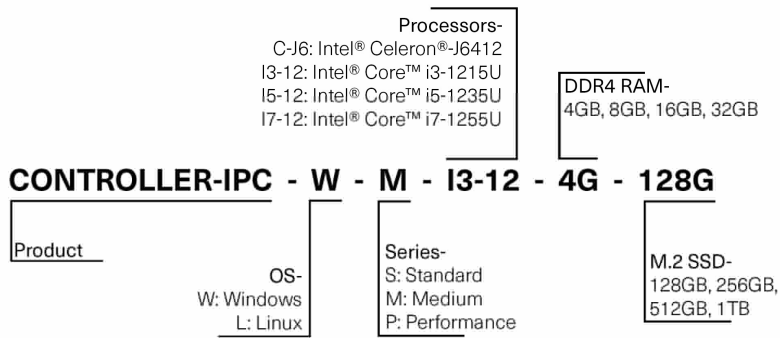 Processors-
C-J6: Intel® Celeron®-J6412
I3-12: Intel® Core™ i3-1215U
I5-12: Intel® Core™ i5-1235U
I7-12: Intel® Core™ i7-1255U
DDR4 RAM-
4GB, 8GB, 16GB, 32GB
CONTROLLER-IPC - W - M - I3-12 - 4G - 128G
Product
OS-
W: Windows
L: Linux
Series-
S: Standard
M: Medium
P: Performance
M.2 SSD-
128GB, 256GB,
512GB, 1TB